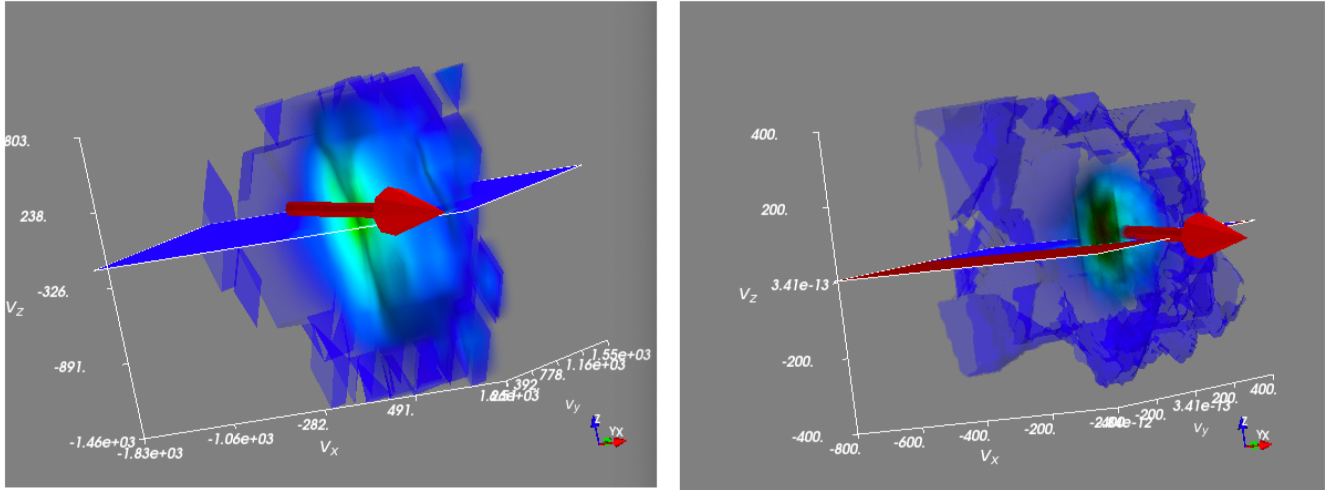 803.
238.
-326.
-891.
-1.46e+03
V_Z
-1.83e+03
-1.06e+03
-282.
491.
V_X
392.
778.
1.16e+03
1.55e+03
V_y
Z
YX
400.
200.
3.41e-13
-200.
-400.
V_Z
-800.
-600.
-400.
-200.
V_X
-200.
3.41e-13
200.
400.
V_y
Z
YX